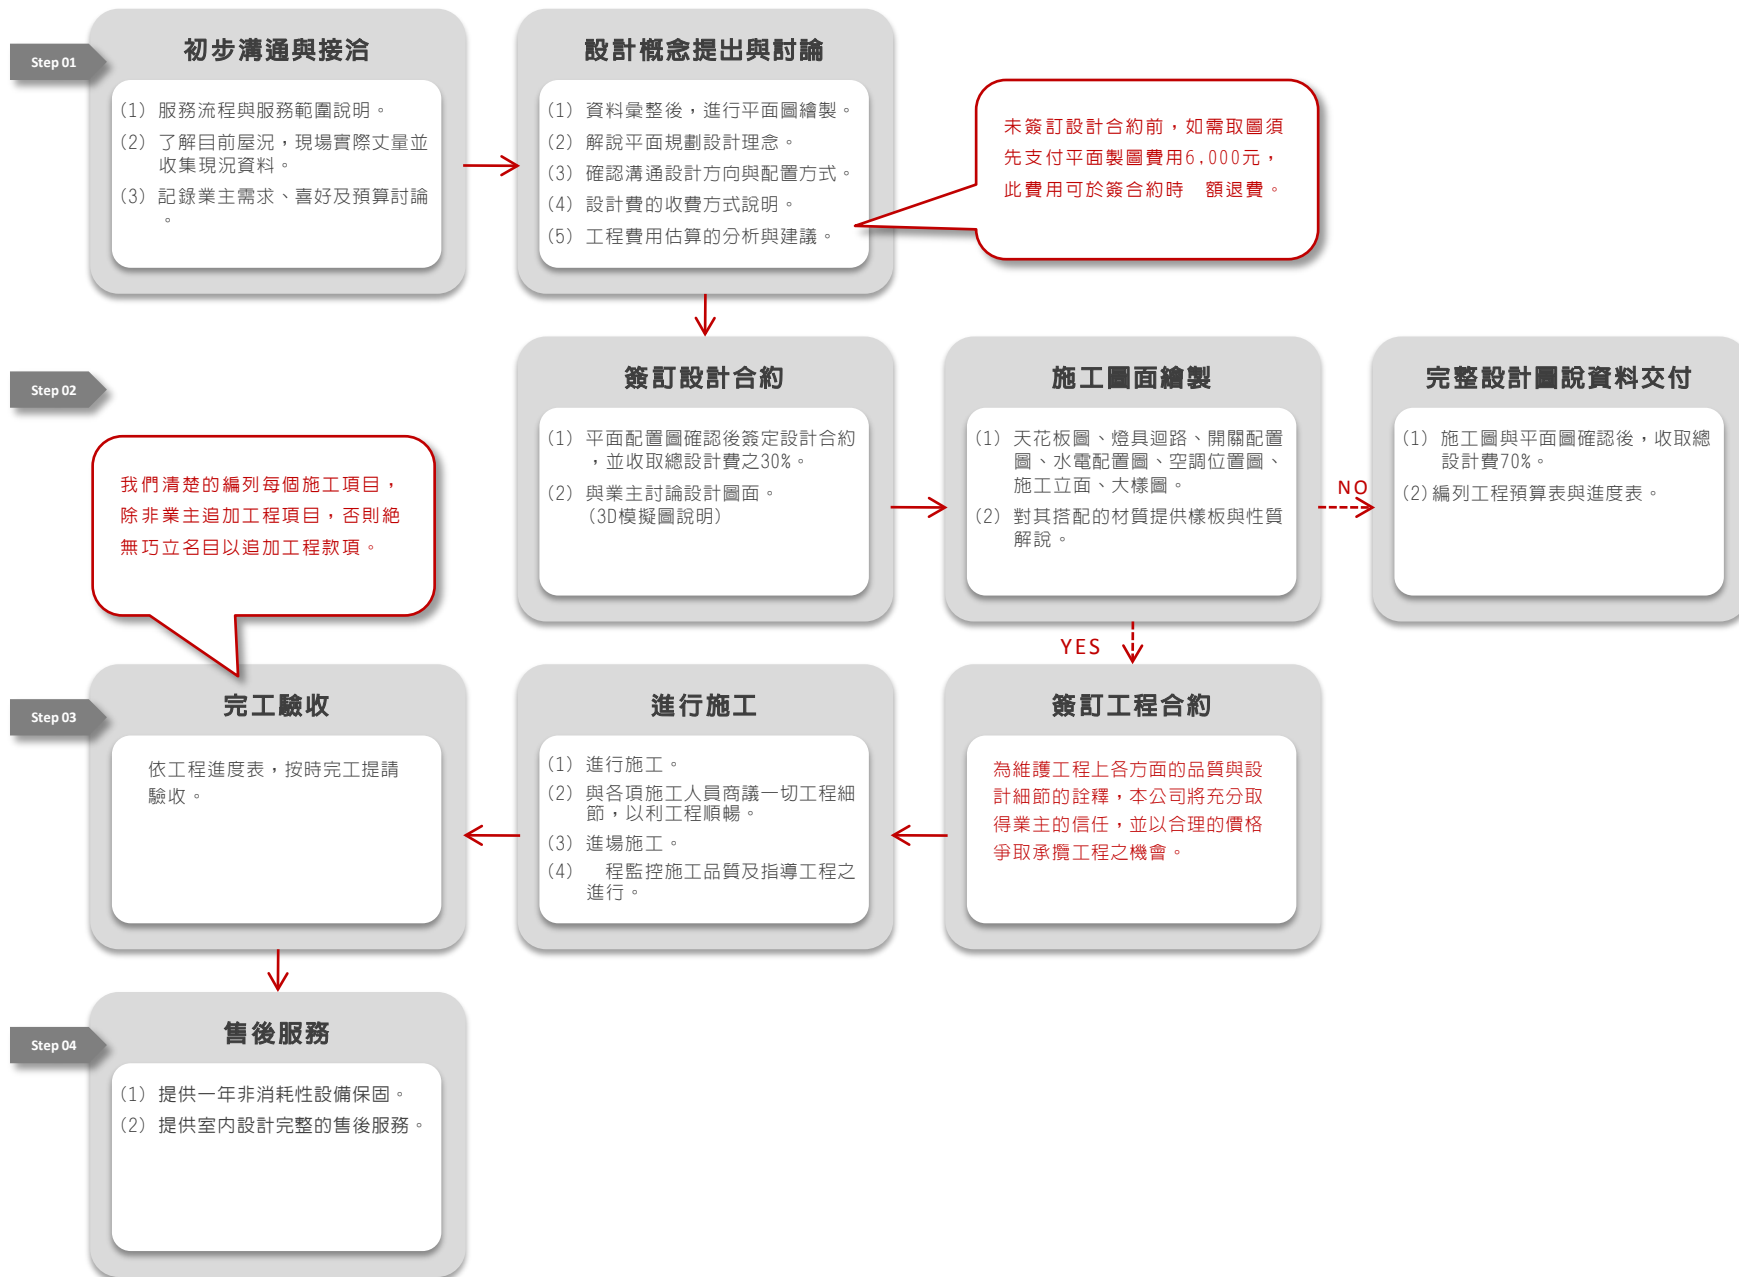 Step 01
初步溝通與接洽
(1) 服務流程與服務範圍說明。
(2) 了解目前屋況，現場實際丈量並
收集現況資料。
(3) 記錄業主需求、喜好及預算討論
。
設計概念提出與討論
(1) 資料彙整後，進行平面圖繪製。
(2) 解說平面規劃設計理念。
(3) 確認溝通設計方向與配置方式。
(4) 設計費的收費方式說明。
(5) 工程費用估算的分析與建議。
未簽訂設計合約前，如需取圖須
先支付平面製圖費用6,000元，
此費用可於簽合約時 額退費。
Step 02
簽訂設計合約
(1) 平面配置圖確認後簽定設計合約
，並收取總設計費之30%。
(2) 與業主討論設計圖面。
(3D模擬圖說明)
施工圖面繪製
(1) 天花板圖、燈具迴路、開關配置
圖、水電配置圖、空調位置圖、
施工立面、大樣圖。
(2) 對其搭配的材質提供樣板與性質
解說。
NO
完整設計圖說資料交付
(1) 施工圖與平面圖確認後，收取總
設計費70%。
(2)編列工程預算表與進度表。
我們清楚的編列每個施工項目，
除非業主追加工程項目，否則絕
無巧立名目以追加工程款項。
YES
Step 03
完工驗收
依工程進度表，按時完工提請
驗收。
進行施工
(1) 進行施工。
(2) 與各項施工人員商議一切工程細
節，以利工程順暢。
(3) 進場施工。
(4) 程監控施工品質及指導工程之
進行。
簽訂工程合約
為維護工程上各方面的品質與設
計細節的詮釋，本公司將充分取
得業主的信任，並以合理的價格
爭取承攬工程之機會。
Step 04
售後服務
(1) 提供一年非消耗性設備保固。
(2) 提供室內設計完整的售後服務。